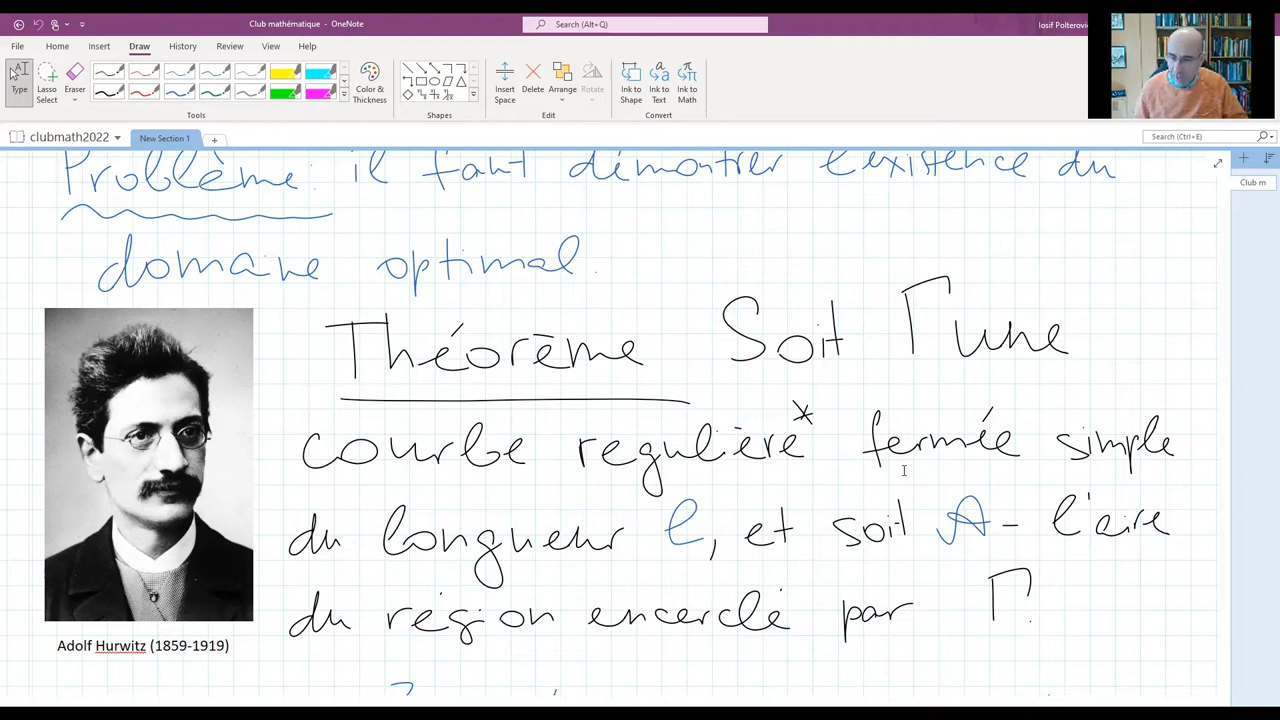 Club mathématique - OneNote
Search (Alt+Q)
Iosif Polterovi
File Home Insert Draw History Review View Help
Type
Lasso Select
Eraser
Color & Thickness
Insert Space
Delete
Arrange
Rotate
Ink to Shape
Ink to Text
Ink to Math
Tools
Shapes
Edit
Convert
clubmath2022
New Section 1
Search (Ctrl+E)
Club m
Problème: il faut démontrer l'existence du
domaine optimal.
Théorème Soit Γ une
courbe regulière* fermée simple
du longueur ℓ, et soit A - l'aire
du région encerclé par Γ.
Adolf Hurwitz (1859-1919)